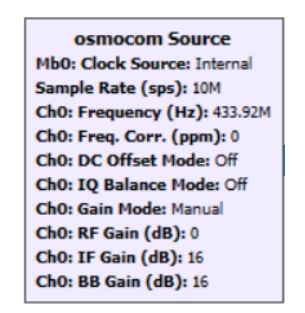 osmocom Source
Mb0: Clock Source: Internal
Sample Rate (sps): 10M
Ch0: Frequency (Hz): 433.92M
Ch0: Freq. Corr. (ppm): 0
Ch0: DC Offset Mode: Off
Ch0: IQ Balance Mode: Off
Ch0: Gain Mode: Manual
Ch0: RF Gain (dB): 0
Ch0: IF Gain (dB): 16
Ch0: BB Gain (dB): 16